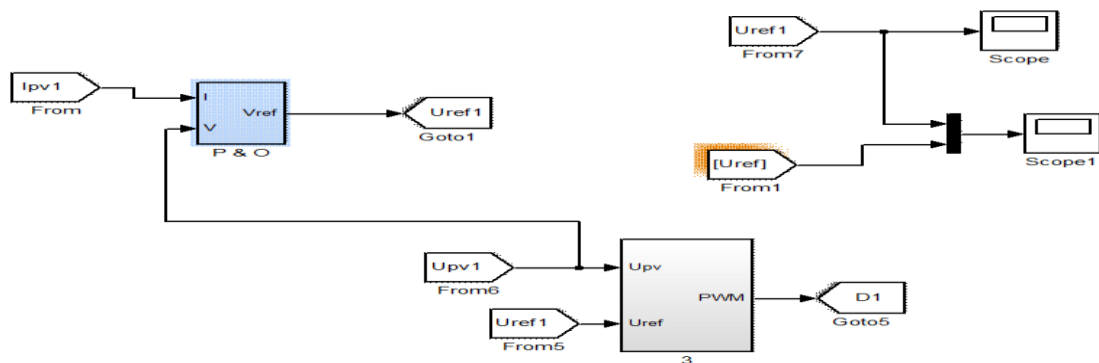 Uref1
From7
Scope
Ipv1
From
I
V
Vref
P & O
Uref1
Goto1
[Uref]
From1
Scope1
Upv1
From6
Upv
PWM
Uref
D1
Goto5
Uref1
From5
3